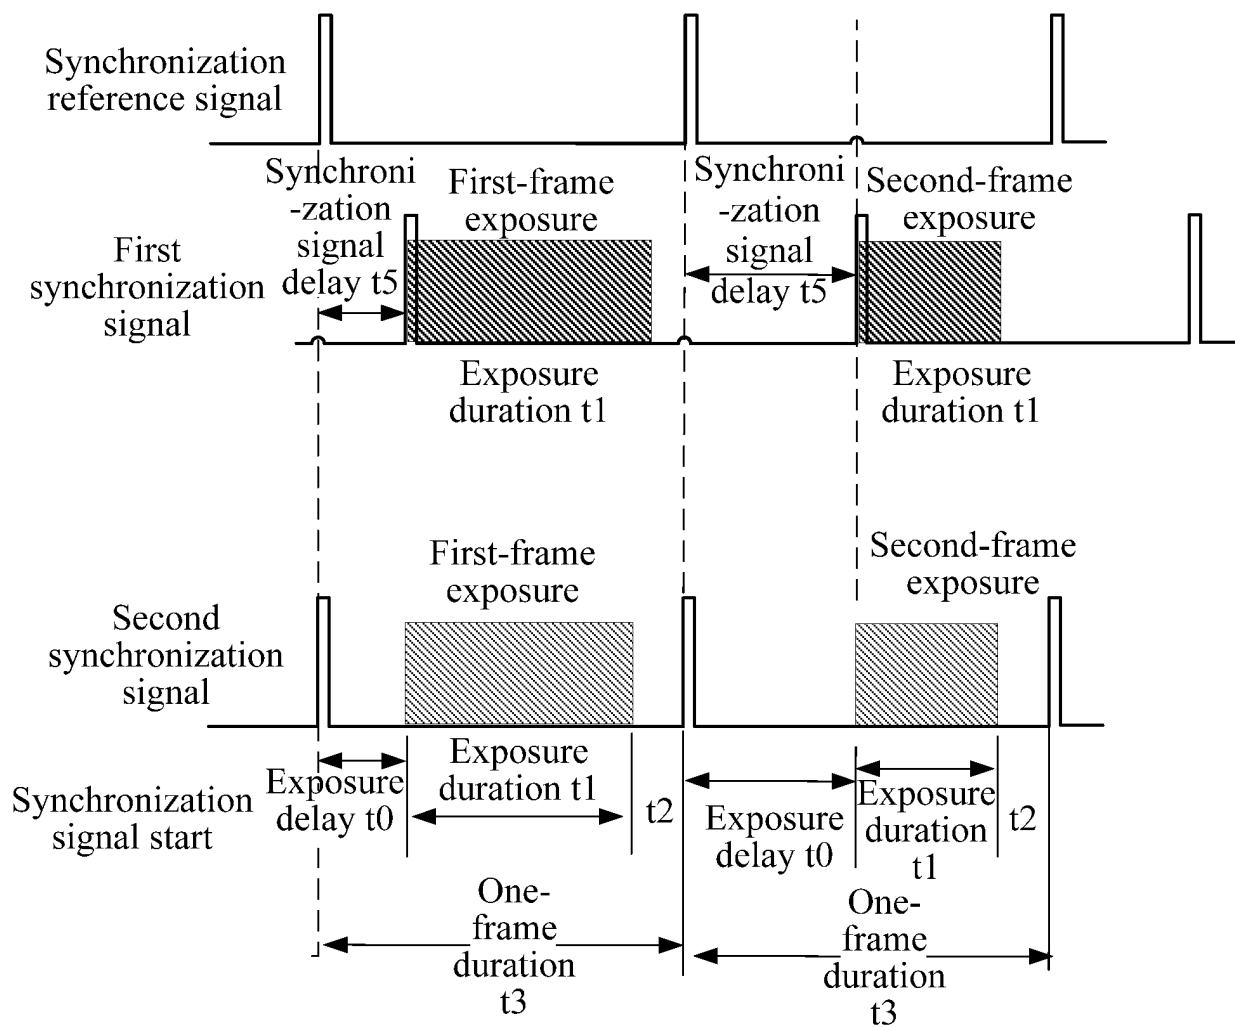 Synchronization
reference signal
Synchroni
-zation
signal
delay t5
First-frame
exposure
Synchroni
-zation
signal
delay t5
Second-frame
exposure
First
synchronization
signal
Exposure
duration t1
Exposure
duration t1
First-frame
exposure
Second-frame
exposure
Second
synchronization
signal
Synchronization
signal start
Exposure
delay t0
Exposure
duration t1
t2
Exposure
delay t0
Exposure
duration
t1
t2
One-
frame
duration
t3
One-
frame
duration
t3